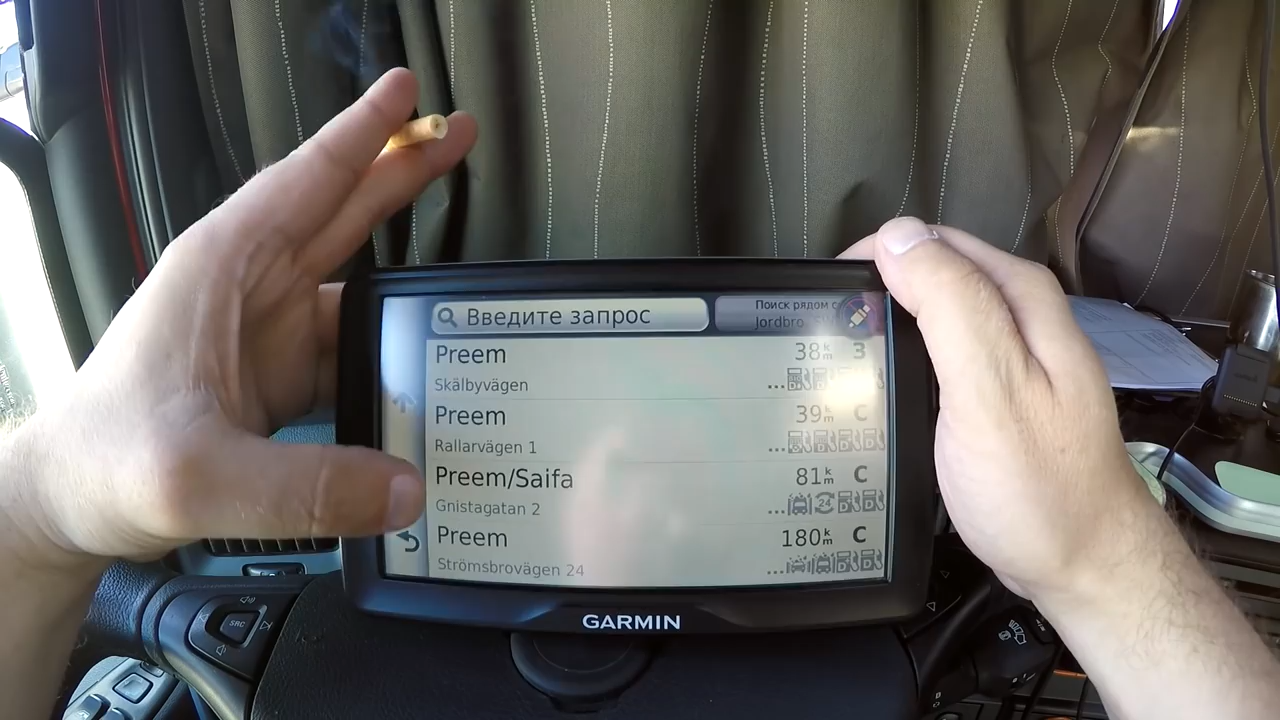 Введите запрос
Поиск рядом с
Jordbro
Preem
38 km З
Skälbyvägen
...
Preem
39 km С
Rallarvägen 1
...
Preem/Saifa
81 km С
Gnistagatan 2
... 24
Preem
180 km С
Strömsbrovägen 24
...
GARMIN
SRC